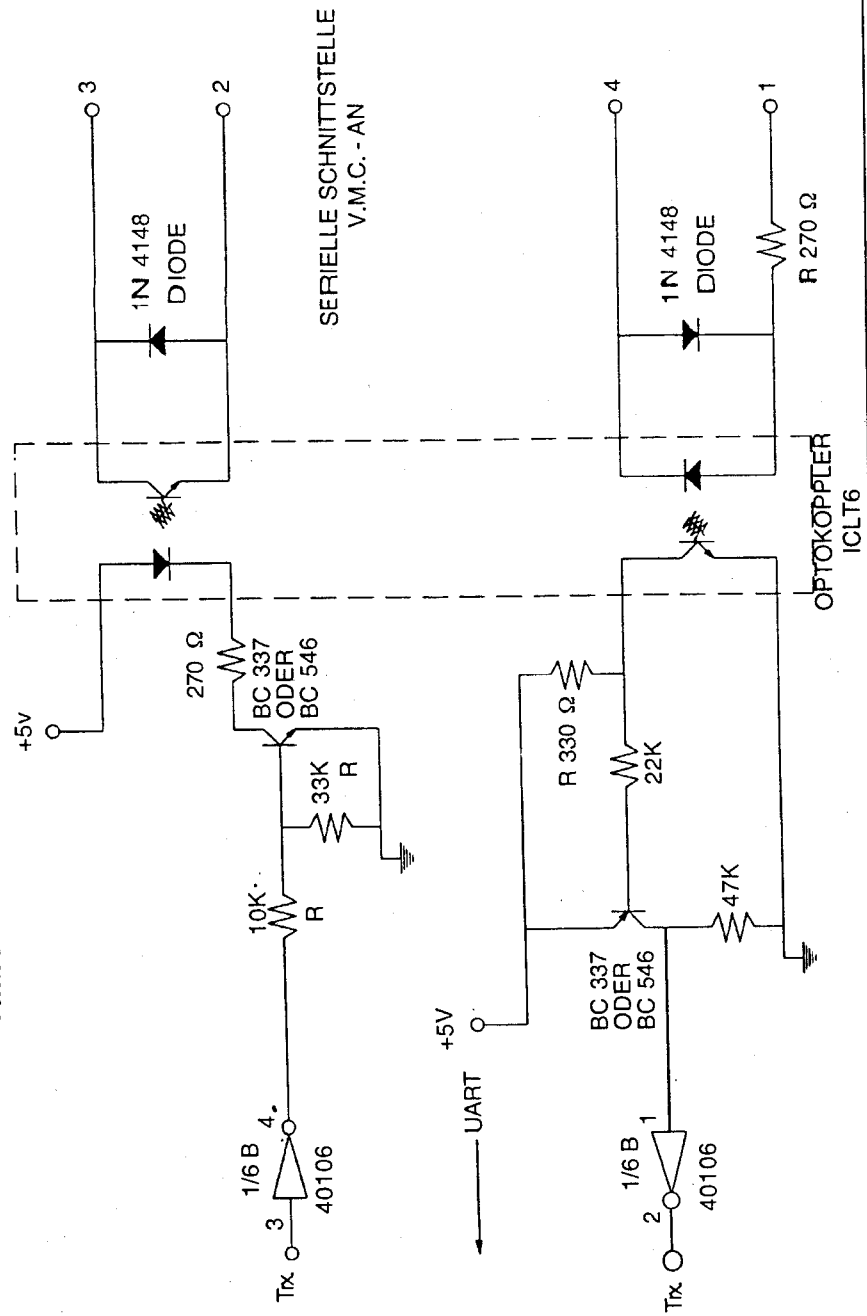 +5v
270 Ω
BC 337
ODER
BC 546
10K.
R
33K
R
1/6 B
40106
3
4
Trx
1N 4148
DIODE
3
2
SERIELLE SCHNITTSTELLE
V.M.C. - AN
+5V
UART
R 330 Ω
22K
BC 337
ODER
BC 546
47K
1/6 B
40106
1
2
Trx
OPTOKOPPLER
ICLT6
1N 4148
DIODE
R 270 Ω
4
1